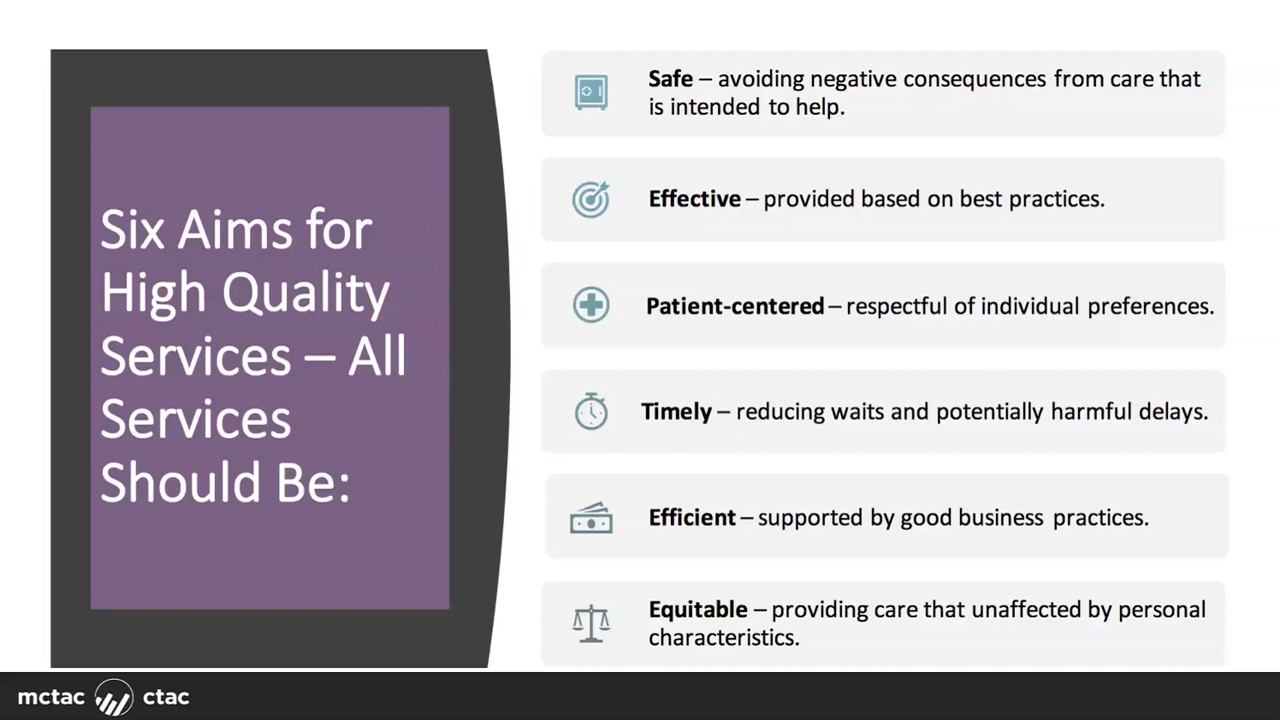 Six Aims for
High Quality
Services – All
Services
Should Be:
Safe – avoiding negative consequences from care that
is intended to help.
Effective – provided based on best practices.
Patient-centered – respectful of individual preferences.
Timely – reducing waits and potentially harmful delays.
Efficient – supported by good business practices.
Equitable – providing care that unaffected by personal
characteristics.
mctac ctac